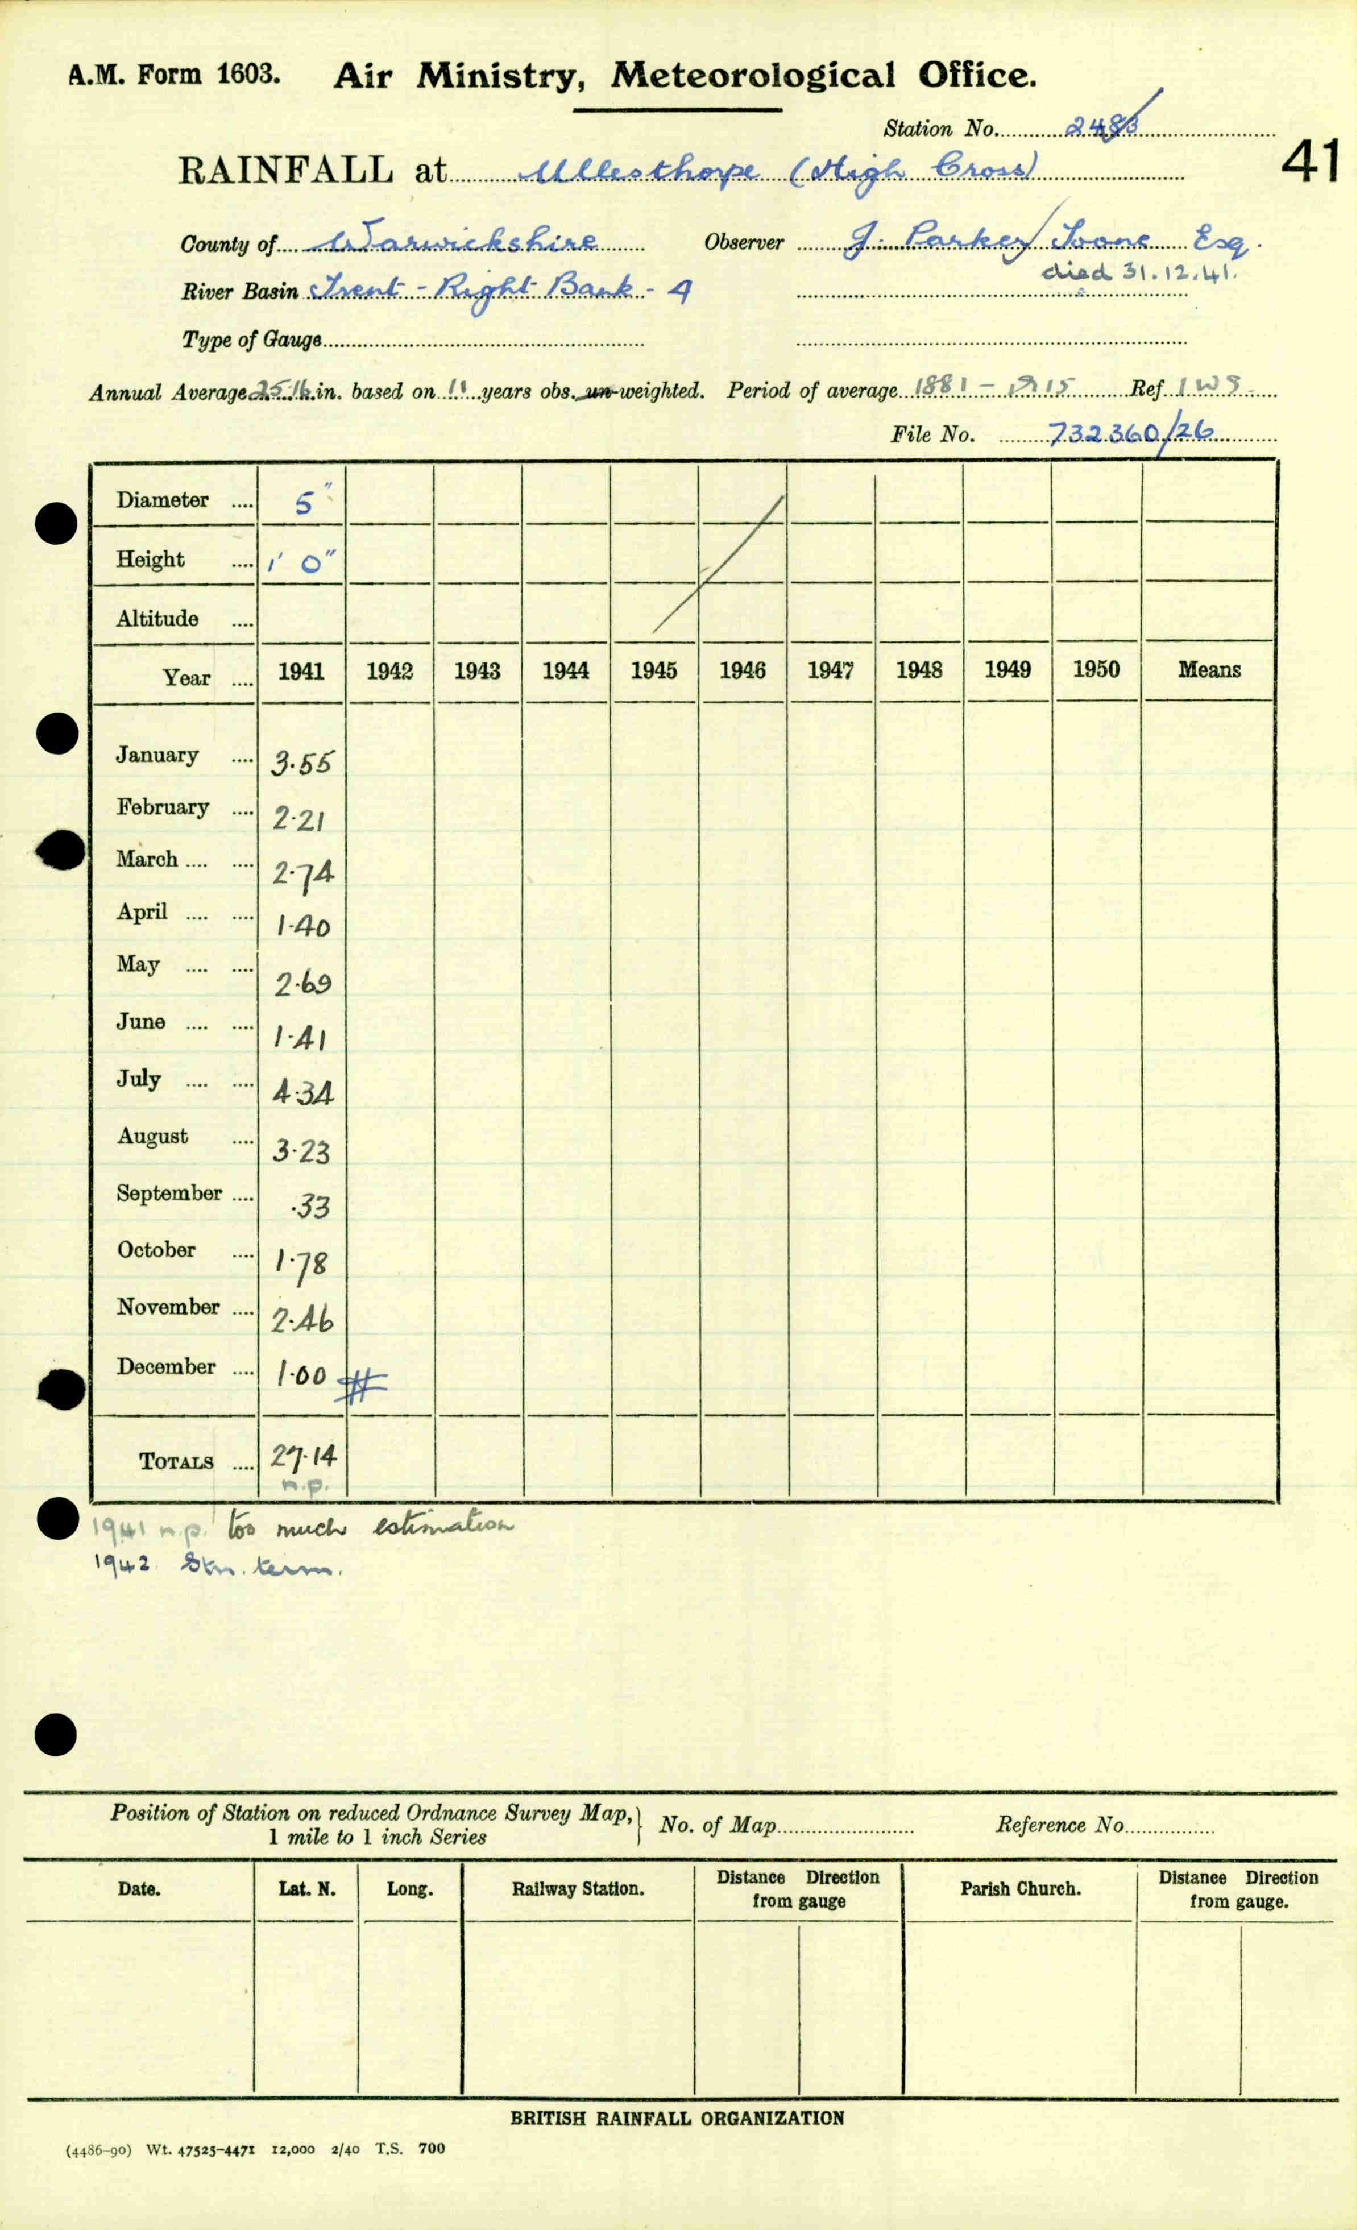 A.M. Form 1603. Air Ministry, Meteorological Office.
Station No. 2483
41
RAINFALL at Ullesthorpe (High Cross)
County of Warwickshire Observer J. Parkes / Toone Esq.
died 31.12.41.
River Basin Trent - Right Bank - 4
Type of Gauge
Annual Average 25.16 in. based on 11 years obs. un-weighted. Period of average 1881 - 1915 Ref. I W S.
File No. 732360/26
Diameter .... 5"
Height .... 1' 0"
Altitude ....
Year .... 1941 1942 1943 1944 1945 1946 1947 1948 1949 1950 Means
January .... 3.55
February .... 2.21
March .... .... 2.74
April .... .... 1.40
May .... .... 2.69
June .... .... 1.41
July .... .... 4.34
August .... 3.23
September .... .33
October .... 1.78
November .... 2.46
December .... 1.00 #
TOTALS .... 27.14
n.p.
1941 n.p. too much estimation
1942 Stn. term.
Position of Station on reduced Ordnance Survey Map, } No. of Map Reference No.
1 mile to 1 inch Series
Date. Lat. N. Long. Railway Station. Distance Direction from gauge Parish Church. Distance Direction from gauge.
BRITISH RAINFALL ORGANIZATION
(4486-90) Wt. 47525-4471 12,000 2/40 T.S. 700